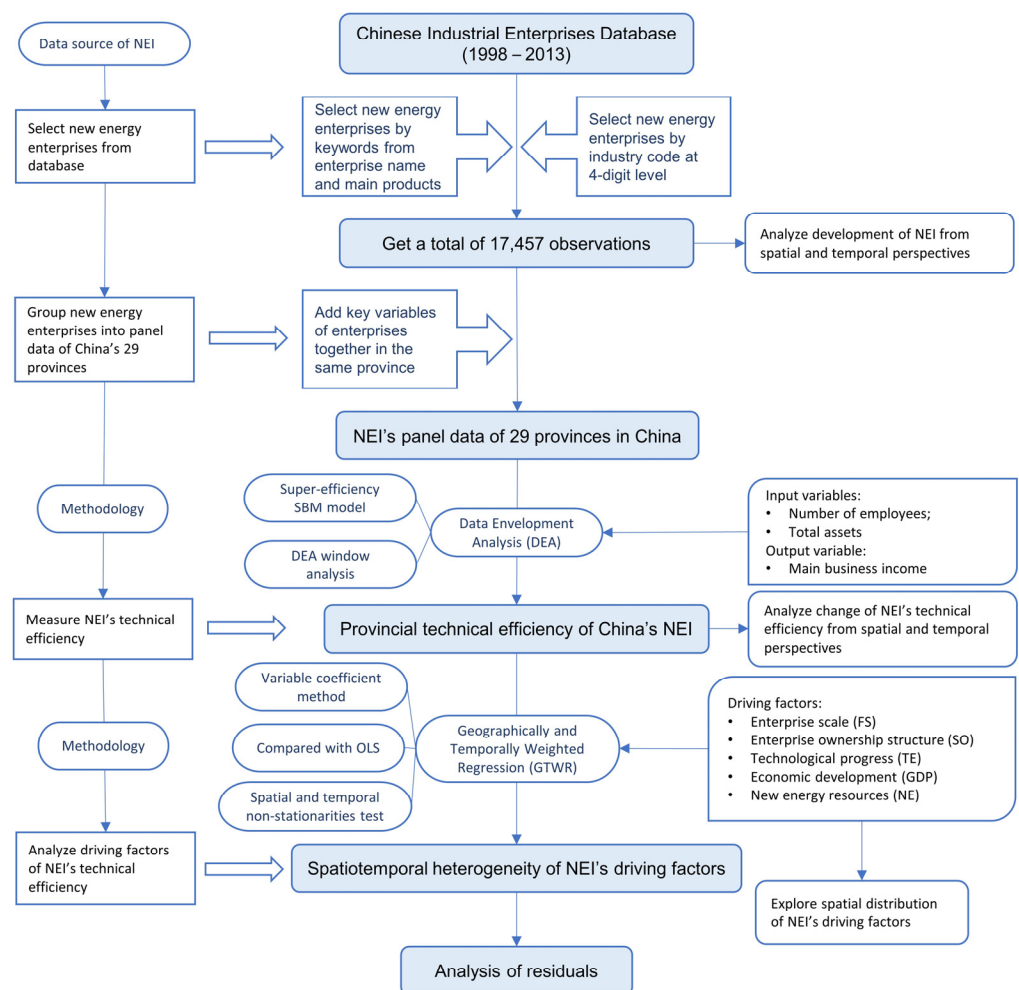 Data source of NEI
Chinese Industrial Enterprises Database
(1998 – 2013)
Select new energy
enterprises from
database
Select new energy
enterprises by
keywords from
enterprise name
and main products
Select new energy
enterprises by
industry code at
4-digit level
Get a total of 17,457 observations
Analyze development of NEI from
spatial and temporal perspectives
Group new energy
enterprises into panel
data of China's 29
provinces
Add key variables
of enterprises
together in the
same province
NEI's panel data of 29 provinces in China
Methodology
Super-efficiency
SBM model
DEA window
analysis
Data Envelopment
Analysis (DEA)
Input variables:
• Number of employees;
• Total assets
Output variable:
• Main business income
Measure NEI's technical
efficiency
Provincial technical efficiency of China's NEI
Analyze change of NEI's technical
efficiency from spatial and temporal
perspectives
Methodology
Variable coefficient
method
Compared with OLS
Spatial and temporal
non-stationarities test
Geographically and
Temporally Weighted
Regression (GTWR)
Driving factors:
• Enterprise scale (FS)
• Enterprise ownership structure (SO)
• Technological progress (TE)
• Economic development (GDP)
• New energy resources (NE)
Analyze driving factors
of NEI's technical
efficiency
Spatiotemporal heterogeneity of NEI's driving factors
Explore spatial distribution
of NEI's driving factors
Analysis of residuals